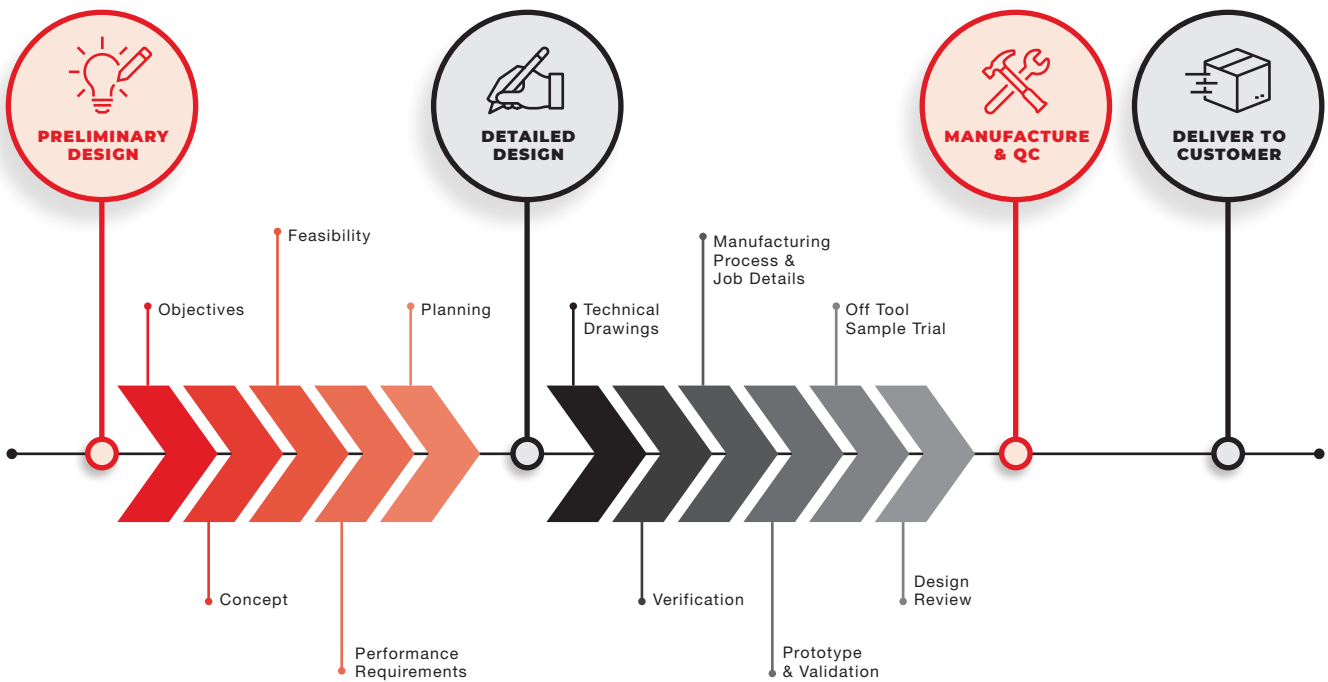 PRELIMINARY
DESIGN
DETAILED
DESIGN
MANUFACTURE
& QC
DELIVER TO
CUSTOMER
Objectives
Concept
Feasibility
Performance
Requirements
Planning
Technical
Drawings
Verification
Manufacturing
Process &
Job Details
Prototype
& Validation
Off Tool
Sample Trial
Design
Review